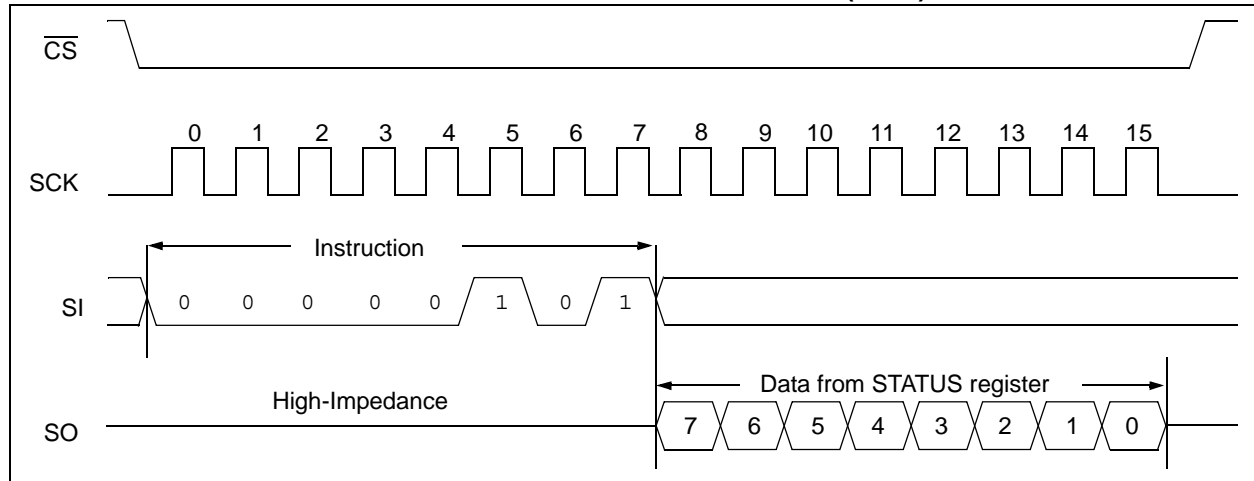 CS
0 1 2 3 4 5 6 7 8 9 10 11 12 13 14 15
SCK
Instruction
SI 0 0 0 0 0 1 0 1
Data from STATUS register
High-Impedance
SO 7 6 5 4 3 2 1 0